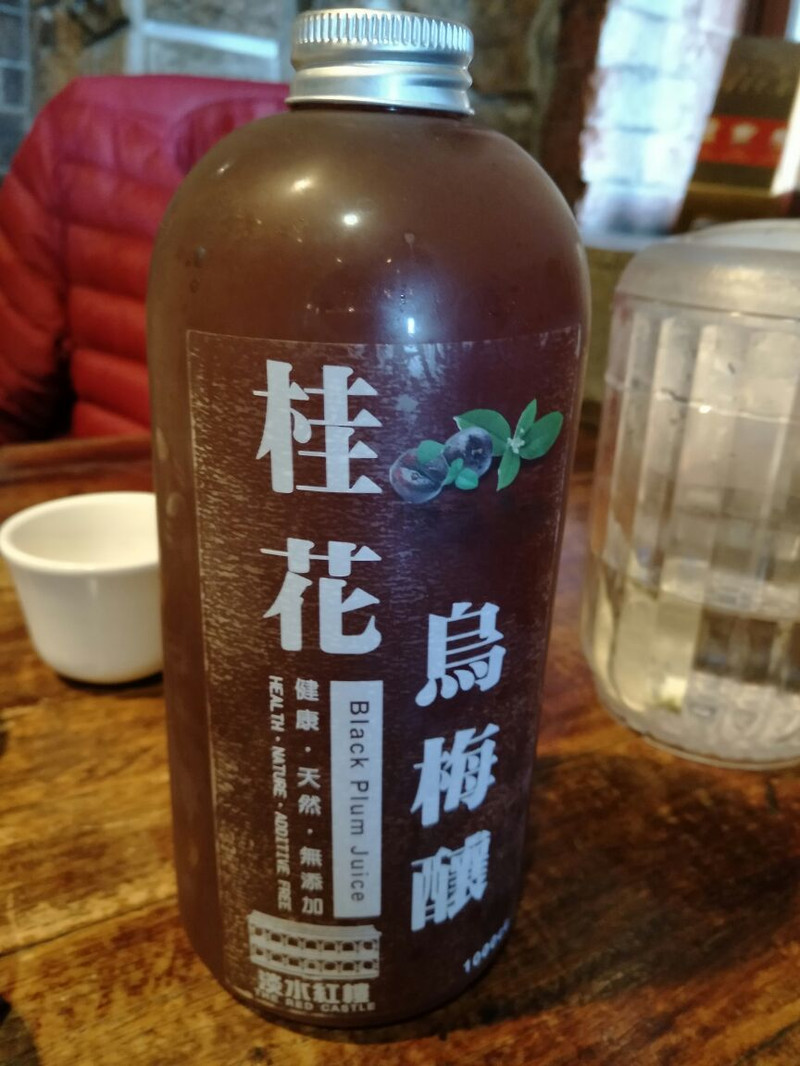 桂花
烏梅釀
Black Plum Juice
健康・天然・無添加
HEALTH・NATURE・ADDITIVE FREE
淡水紅樓
THE RED CASTLE